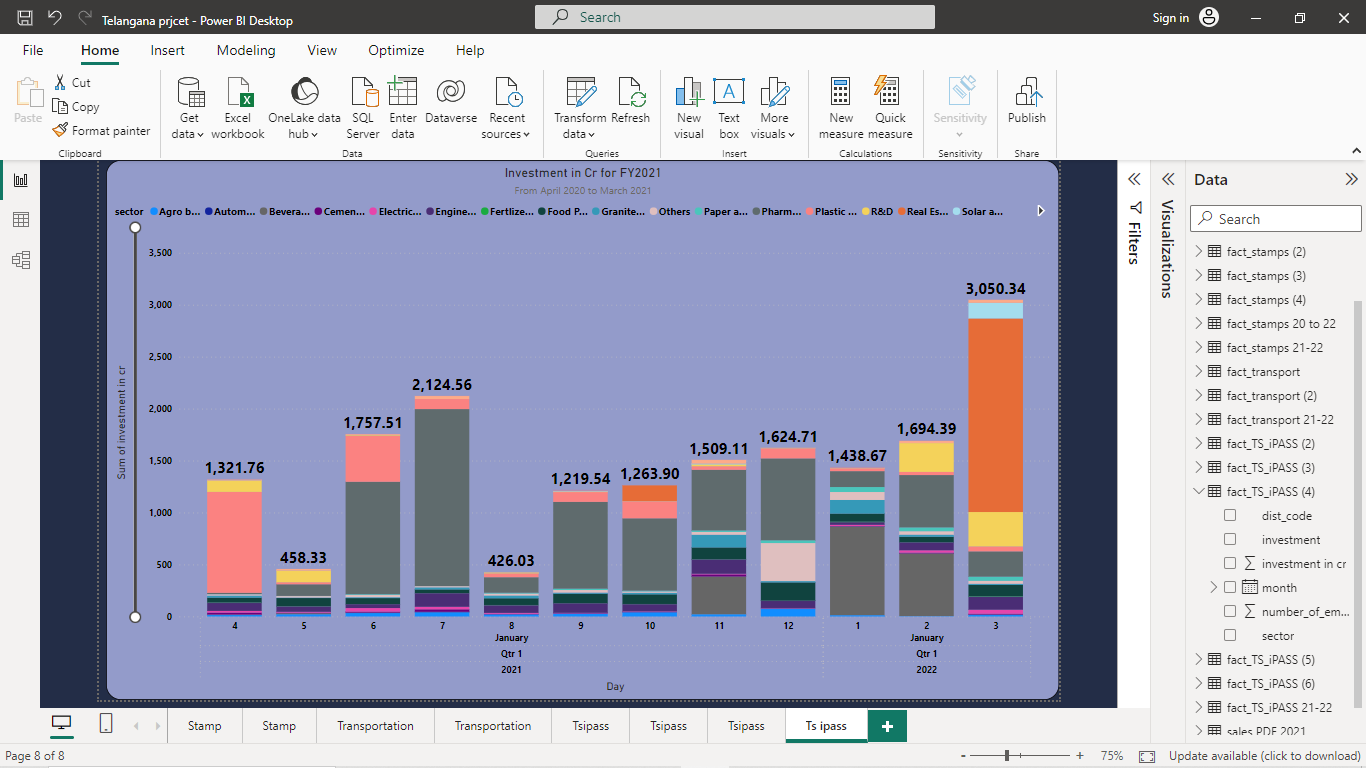 Telangana prjcet - Power BI Desktop
Search
Sign in
File Home Insert Modeling View Optimize Help
Paste
Cut
Copy
Format painter
Clipboard
Get data
Excel workbook
OneLake data hub
SQL Server
Enter data
Dataverse
Recent sources
Data
Transform data
Refresh
Queries
New visual
Text box
More visuals
Insert
New measure
Quick measure
Calculations
Sensitivity
Sensitivity
Publish
Share
Investment in Cr for FY2021
From April 2020 to March 2021
sector Agro b... Autom... Bevera... Cemen... Electric... Engine... Fertlize... Food P... Granite... Others Paper a... Pharm... Plastic ... R&D Real Es... Solar a...
Sum of investment in cr
3,500
3,000
2,500
2,000
1,500
1,000
500
0
1,321.76
458.33
1,757.51
2,124.56
426.03
1,219.54
1,263.90
1,509.11
1,624.71
1,438.67
1,694.39
3,050.34
4 5 6 7 8 9 10 11 12 1 2 3
January January
Qtr 1 Qtr 1
2021 2022
Day
Filters
Visualizations
Data
Search
fact_stamps (2)
fact_stamps (3)
fact_stamps (4)
fact_stamps 20 to 22
fact_stamps 21-22
fact_transport
fact_transport (2)
fact_transport 21-22
fact_TS_iPASS (2)
fact_TS_iPASS (3)
fact_TS_iPASS (4)
dist_code
investment
∑ investment in cr
month
∑ number_of_em...
sector
fact_TS_iPASS (5)
fact_TS_iPASS (6)
fact_TS_iPASS 21-22
sales PDF 2021
Stamp Stamp Transportation Transportation Tsipass Tsipass Tsipass Ts ipass +
Page 8 of 8
- + 75%
Update available (click to download)